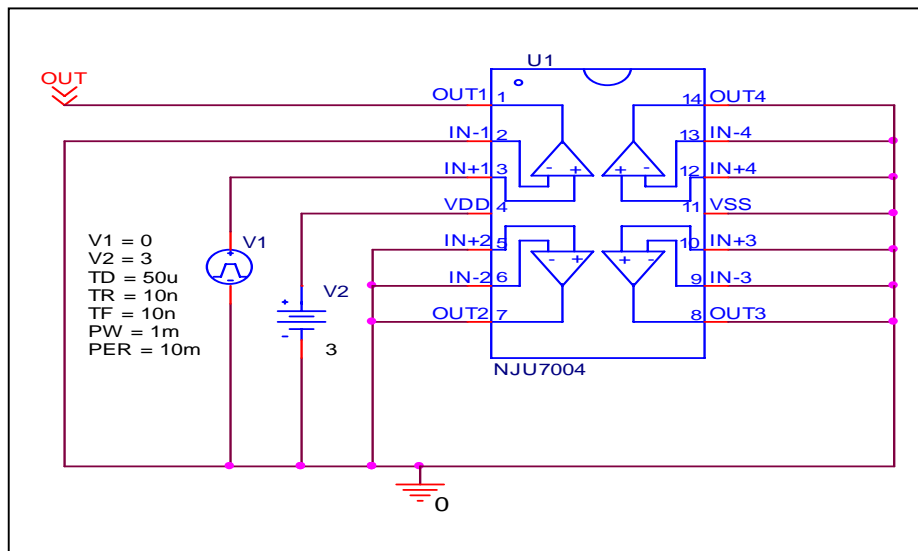 U1
OUT
OUT1 1 14 OUT4
IN-1 2 13 IN-4
- + + -
IN+1 3 12 IN+4
VDD 4 11 VSS
V1
V1 = 0
V2 = 3
TD = 50u
TR = 10n
TF = 10n
PW = 1m
PER = 10m
+
-
IN+2 5 10 IN+3
- + + -
IN-2 6 9 IN-3
V2
+
-
3
OUT2 7 8 OUT3
NJU7004
0